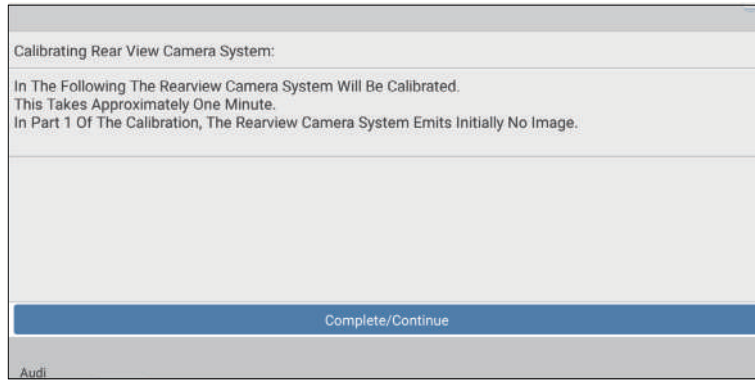 Calibrating Rear View Camera System:
In The Following The Rearview Camera System Will Be Calibrated.
This Takes Approximately One Minute.
In Part 1 Of The Calibration, The Rearview Camera System Emits Initially No Image.
Complete/Continue
Audi